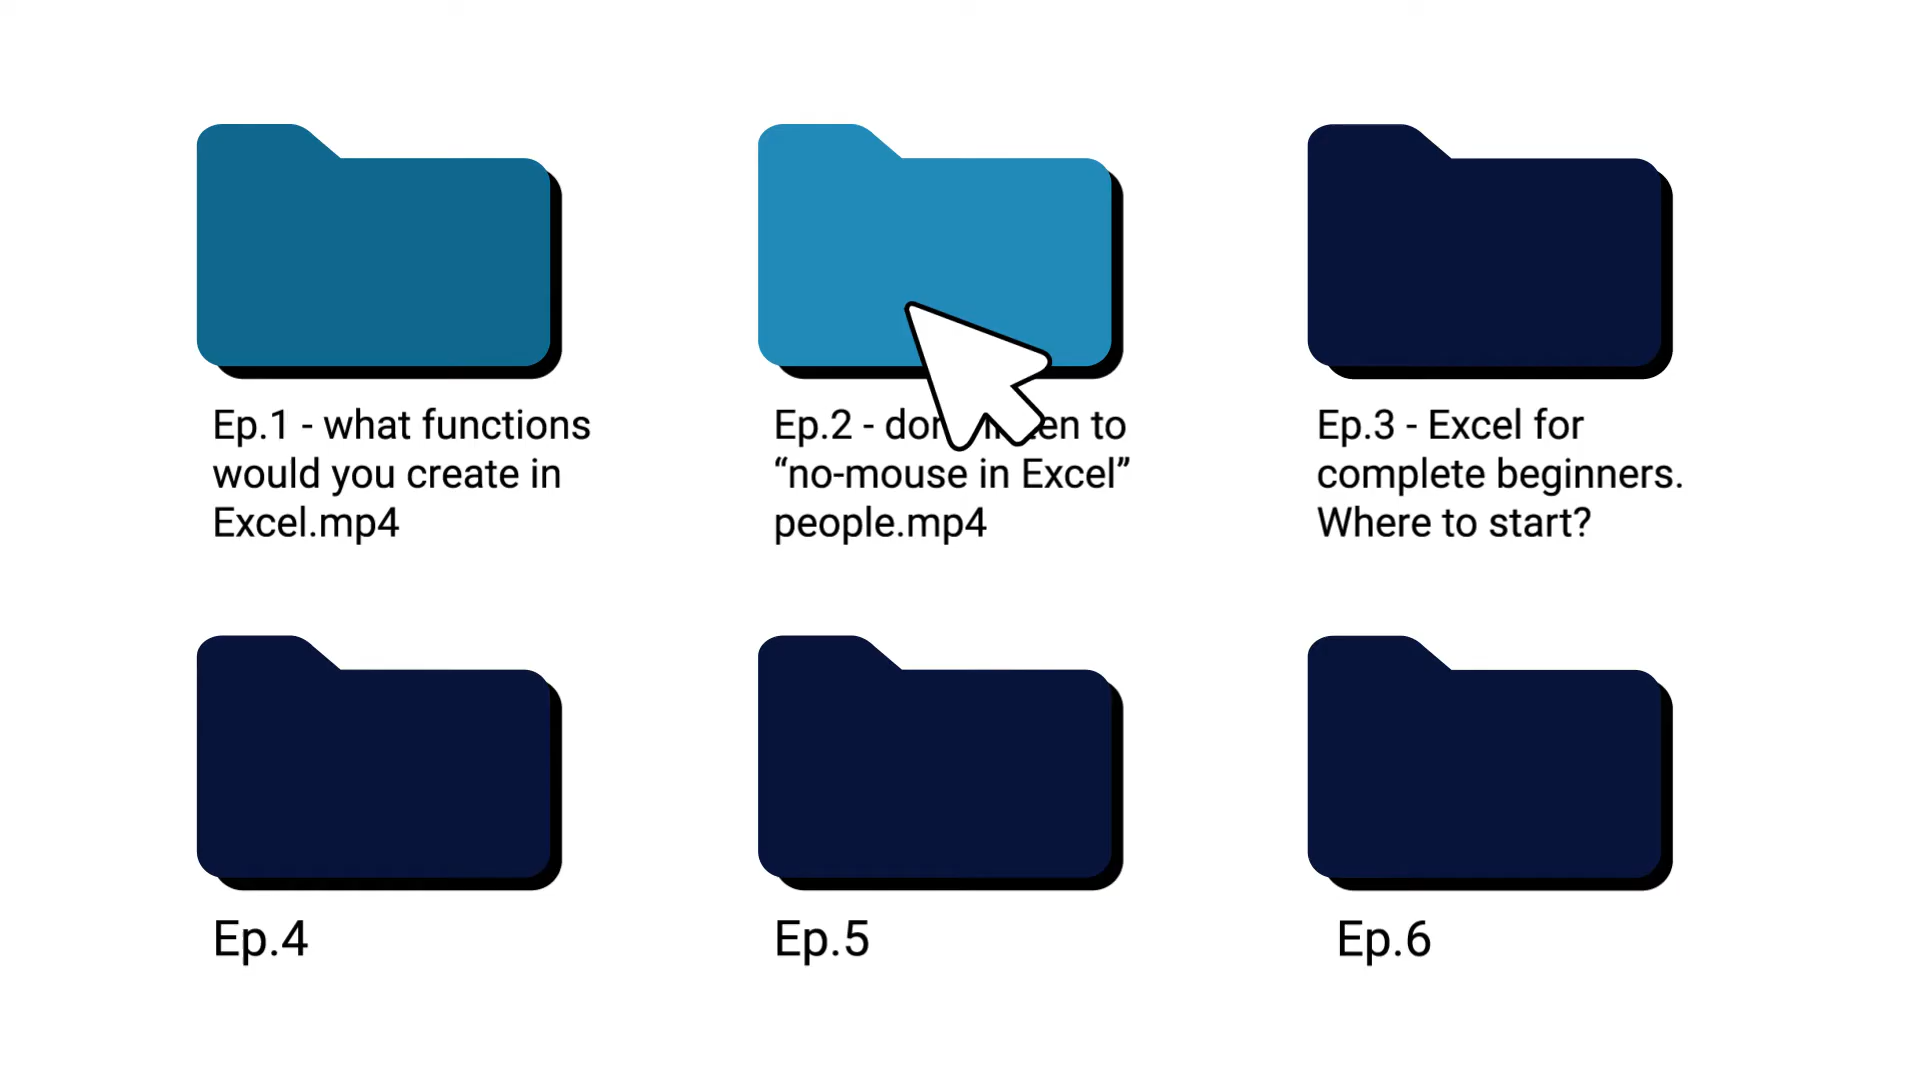 Ep.1 - what functions
would you create in
Excel.mp4
Ep.2 - to
“no-mouse in Excel”
people.mp4
Ep.3 - Excel for
complete beginners.
Where to start?
Ep.4
Ep.5
Ep.6